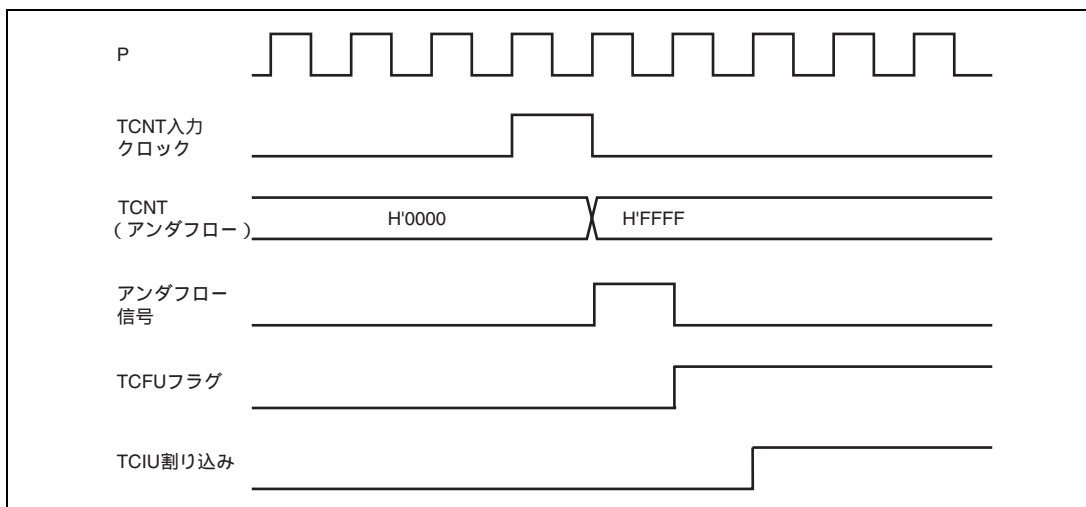 P
TCNT入力
クロック
TCNT
（アンダフロー）
H'0000
H'FFFF
アンダフロー
信号
TCFUフラグ
TCIU割り込み